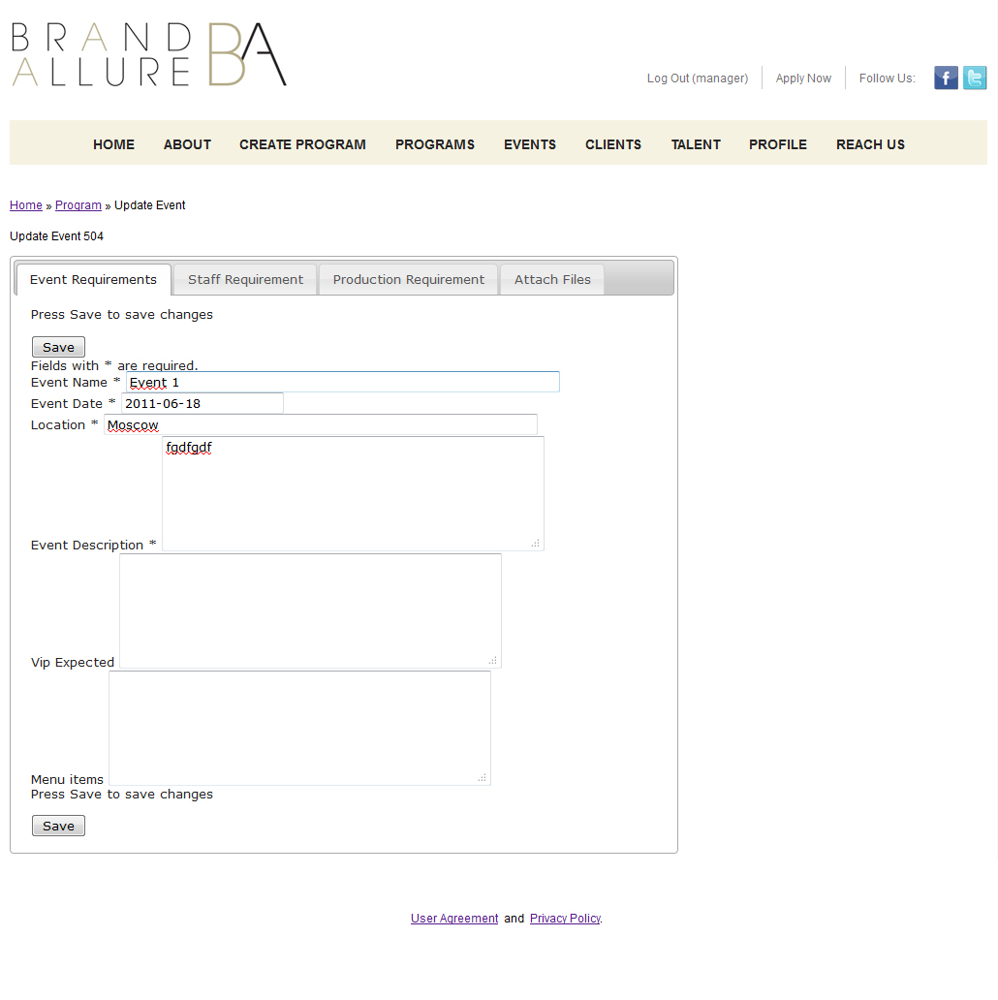 BRAND
ALLURE
BA
Log Out (manager) Apply Now Follow Us:
HOME ABOUT CREATE PROGRAM PROGRAMS EVENTS CLIENTS TALENT PROFILE REACH US
Home » Program » Update Event
Update Event 504
Event Requirements Staff Requirement Production Requirement Attach Files
Press Save to save changes
Save
Fields with * are required.
Event Name * Event 1
Event Date * 2011-06-18
Location * Moscow
fgdfgdf
Event Description *
Vip Expected
Menu items
Press Save to save changes
Save
User Agreement and Privacy Policy.